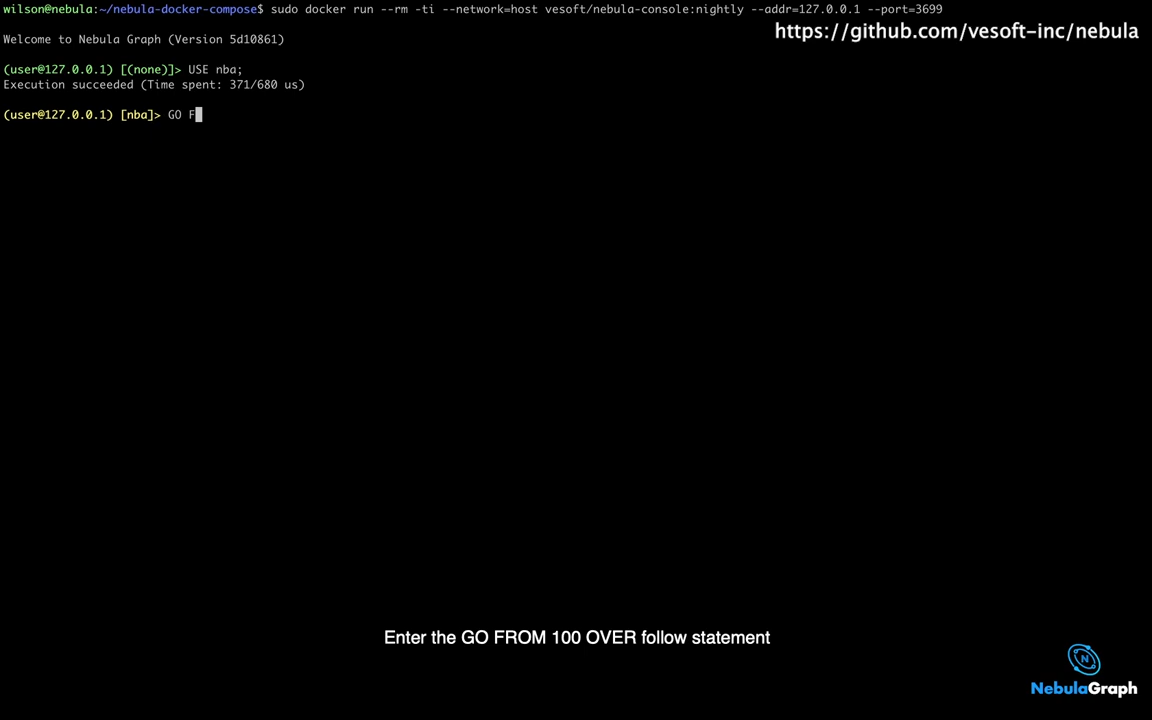 wilson@nebula:~/nebula-docker-compose$ sudo docker run --rm -ti --network=host vesoft/nebula-console:nightly --addr=127.0.0.1 --port=3699
https://github.com/vesoft-inc/nebula
Welcome to Nebula Graph (Version 5d10861)
(user@127.0.0.1) [(none)]> USE nba;
Execution succeeded (Time spent: 371/680 us)
(user@127.0.0.1) [nba]> GO F
Enter the GO FROM 100 OVER follow statement
NebulaGraph